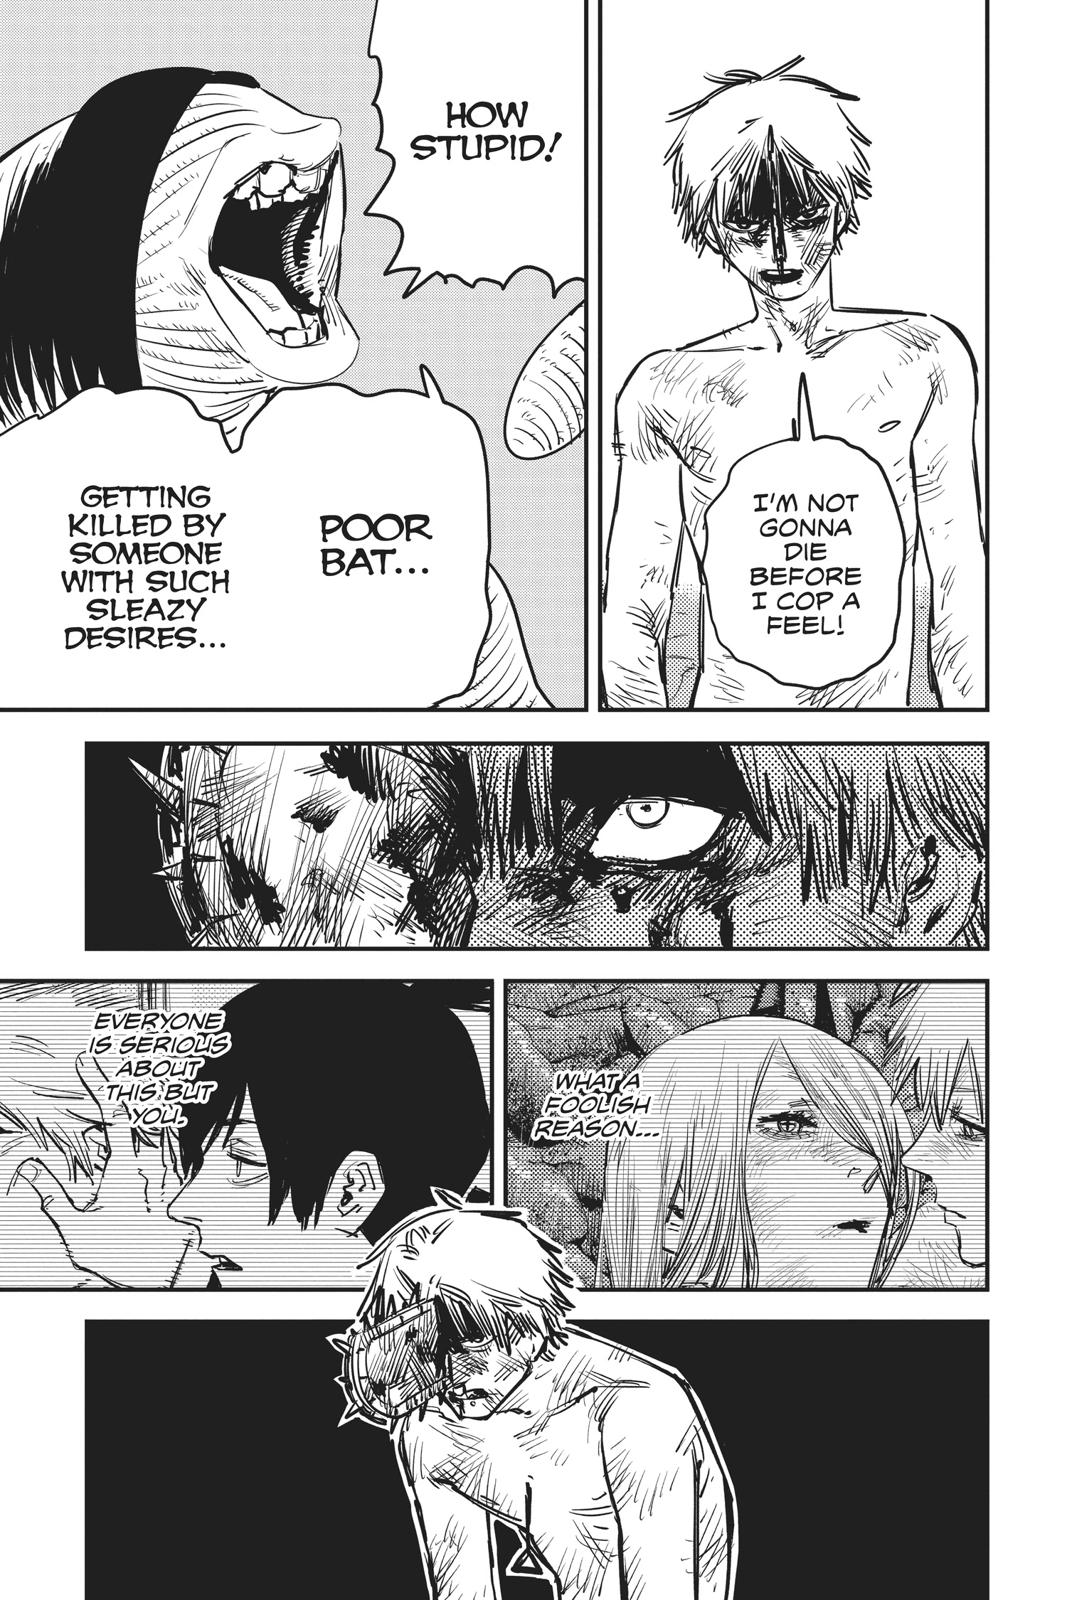 I'M NOT
GONNA
DIE
BEFORE
I COP A
FEEL!
HOW
STUPID!
POOR
BAT...
GETTING
KILLED BY
SOMEONE
WITH SUCH
SLEAZY
DESIRES...
WHAT A
FOOLISH
REASON...
EVERYONE
IS SERIOUS
ABOUT
THIS BUT
YOU.